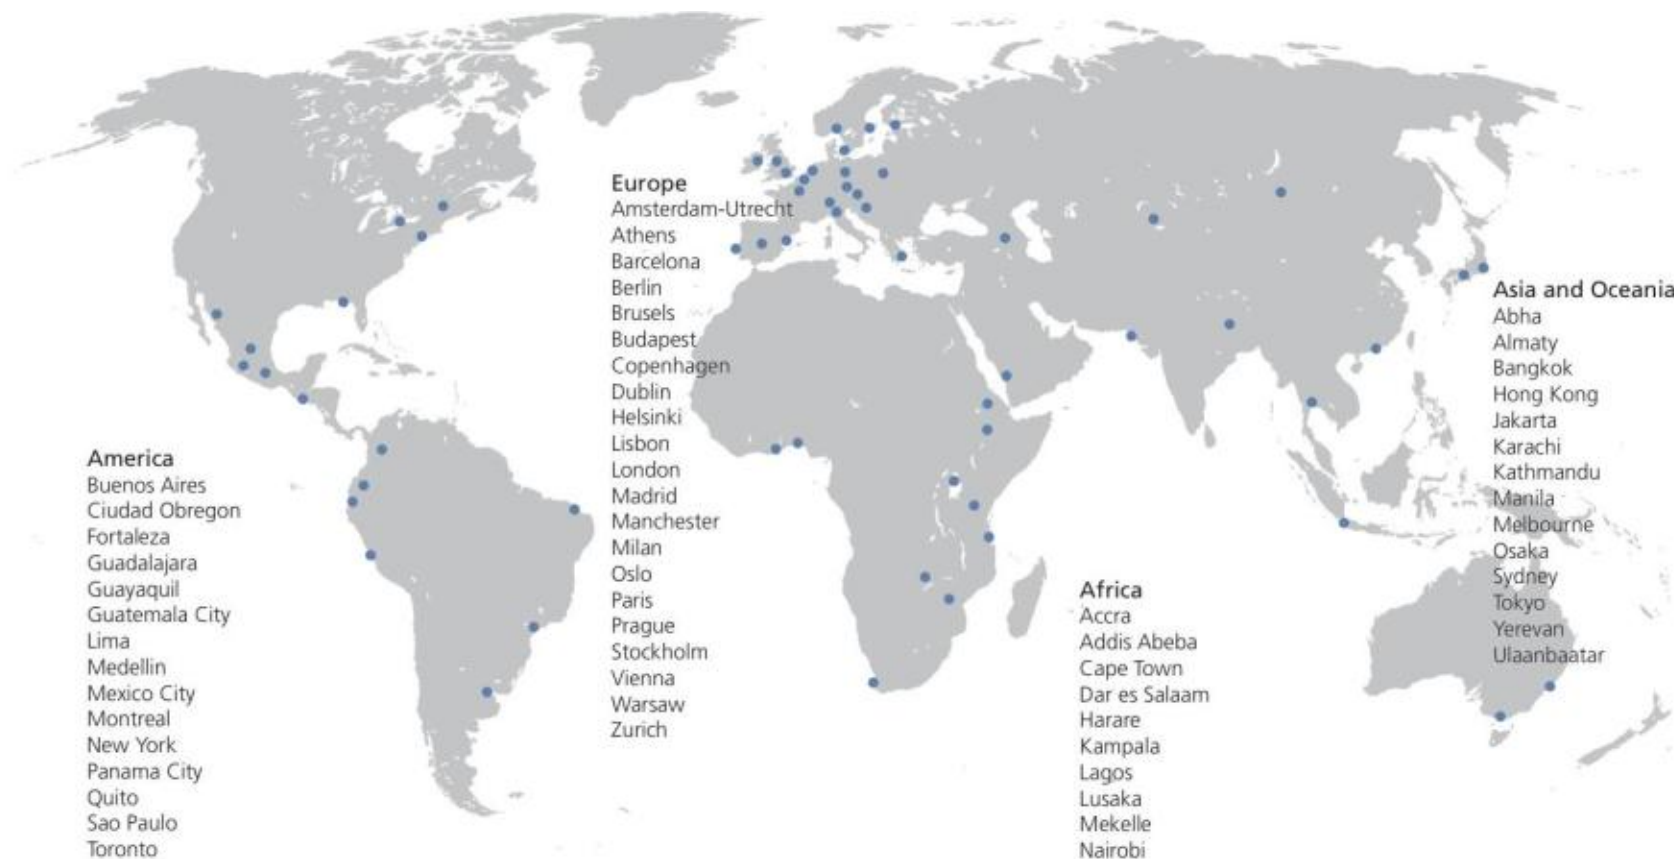 Europe
Amsterdam-Utrecht
Athens
Barcelona
Berlin
Brusels
Budapest
Copenhagen
Dublin
Helsinki
Lisbon
London
Madrid
Manchester
Milan
Oslo
Paris
Prague
Stockholm
Vienna
Warsaw
Zurich
Asia and Oceania
Abha
Almaty
Bangkok
Hong Kong
Jakarta
Karachi
Kathmandu
Manila
Melbourne
Osaka
Sydney
Tokyo
Yerevan
Ulaanbaatar
America
Buenos Aires
Ciudad Obregon
Fortaleza
Guadalajara
Guayaquil
Guatemala City
Lima
Medellin
Mexico City
Montreal
New York
Panama City
Quito
Sao Paulo
Toronto
Africa
Accra
Addis Abeba
Cape Town
Dar es Salaam
Harare
Kampala
Lagos
Lusaka
Mekelle
Nairobi